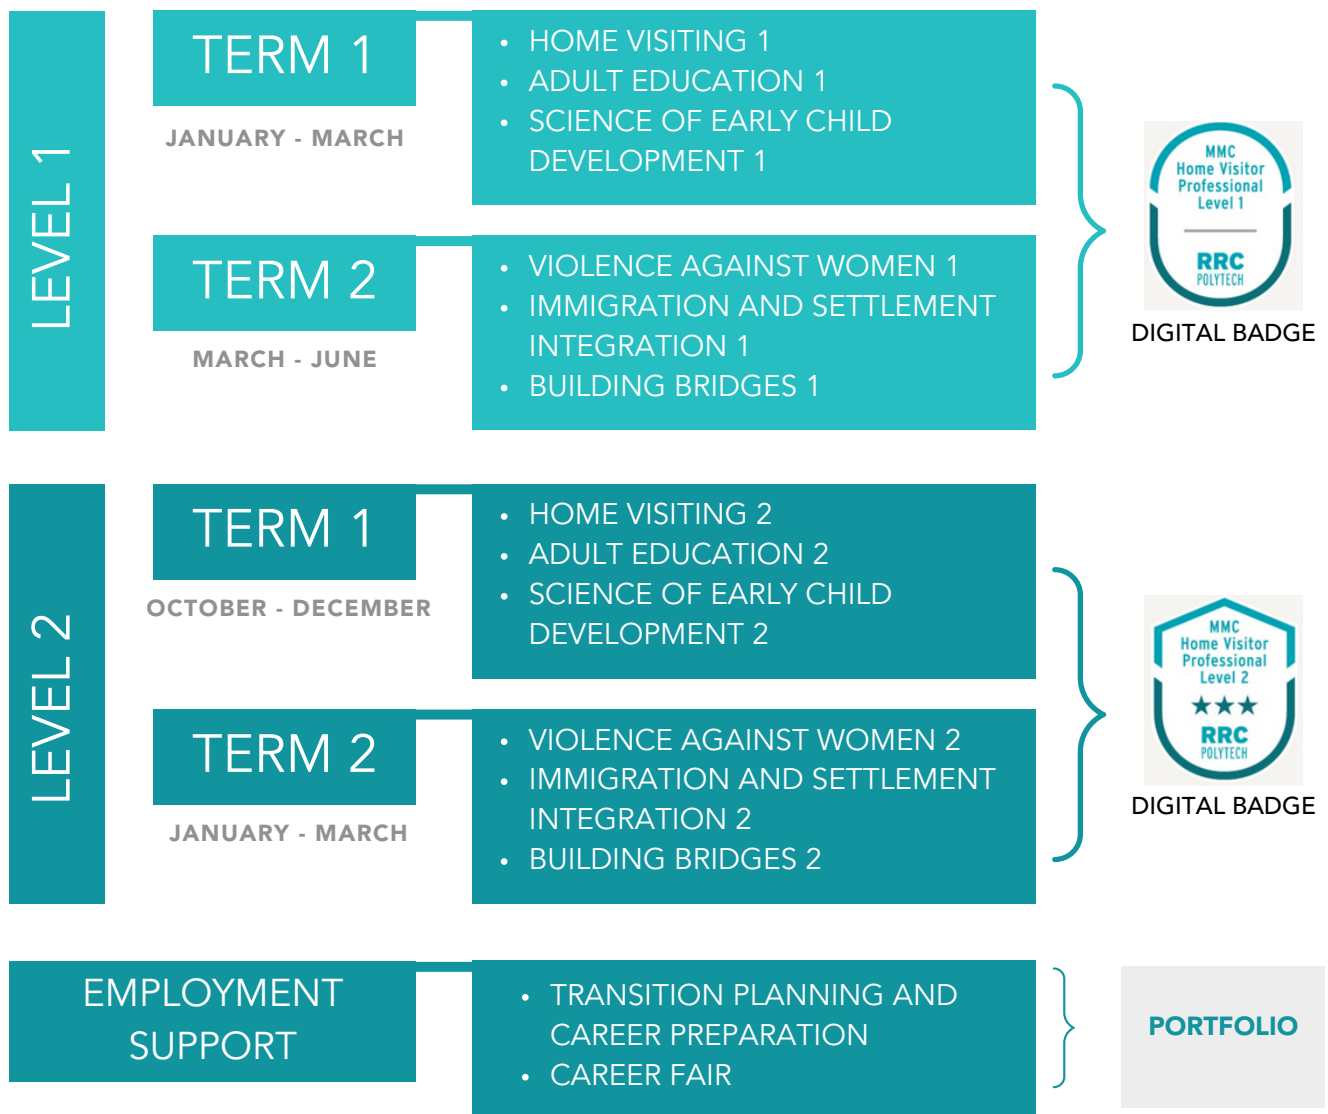 LEVEL 1
TERM 1
JANUARY - MARCH
• HOME VISITING 1
• ADULT EDUCATION 1
• SCIENCE OF EARLY CHILD
DEVELOPMENT 1
TERM 2
MARCH - JUNE
• VIOLENCE AGAINST WOMEN 1
• IMMIGRATION AND SETTLEMENT
INTEGRATION 1
• BUILDING BRIDGES 1
MMC
Home Visitor
Professional
Level 1
RRC
POLYTECH
DIGITAL BADGE
LEVEL 2
TERM 1
OCTOBER - DECEMBER
• HOME VISITING 2
• ADULT EDUCATION 2
• SCIENCE OF EARLY CHILD
DEVELOPMENT 2
TERM 2
JANUARY - MARCH
• VIOLENCE AGAINST WOMEN 2
• IMMIGRATION AND SETTLEMENT
INTEGRATION 2
• BUILDING BRIDGES 2
MMC
Home Visitor
Professional
Level 2
RRC
POLYTECH
DIGITAL BADGE
EMPLOYMENT
SUPPORT
• TRANSITION PLANNING AND
CAREER PREPARATION
• CAREER FAIR
PORTFOLIO